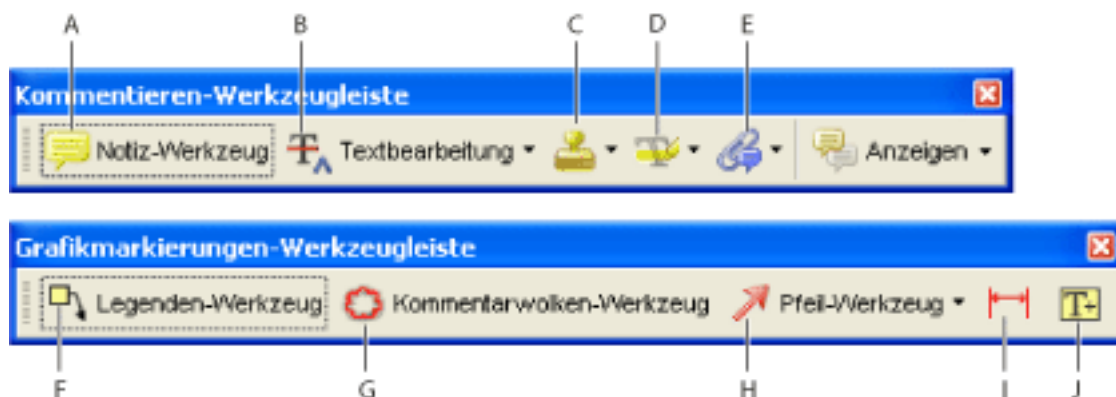 A B C D E
Kommentieren-Werkzeugleiste
Notiz-Werkzeug Textbearbeitung Anzeigen
Grafikmarkierungen-Werkzeugleiste
Legenden-Werkzeug Kommentarwolken-Werkzeug Pfeil-Werkzeug
F G H I J